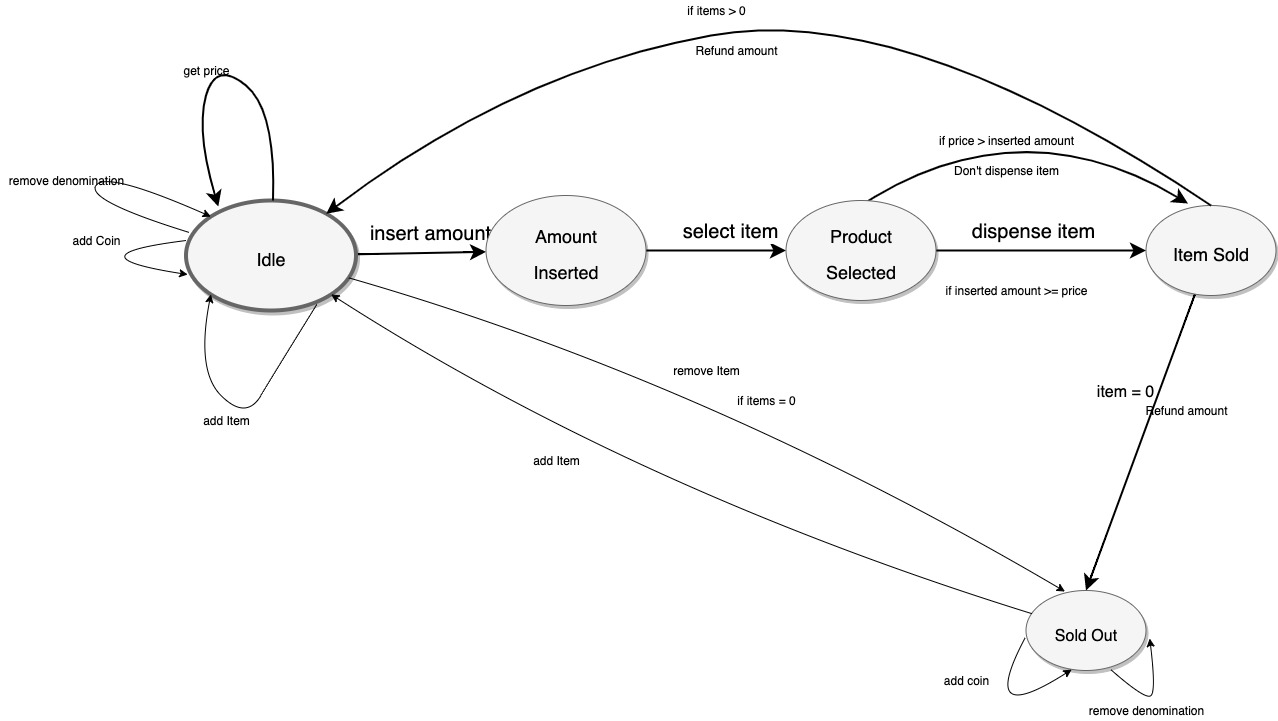 if items > 0
Refund amount
get price
if price > inserted amount
Don't dispense item
remove denomination
add Coin
insert amount
select item
dispense item
Idle
Amount
Inserted
Product
Selected
Item Sold
if inserted amount >= price
remove Item
if items = 0
item = 0
Refund amount
add Item
add Item
Sold Out
add coin
remove denomination